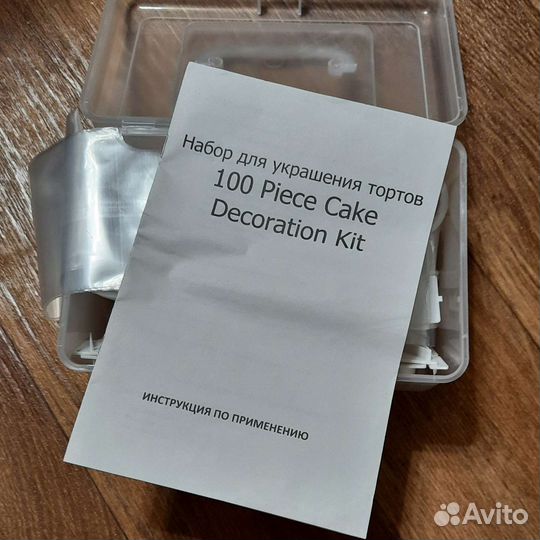 Набор для украшения тортов
100 Piece Cake
Decoration Kit
ИНСТРУКЦИЯ ПО ПРИМЕНЕНИЮ
Avito